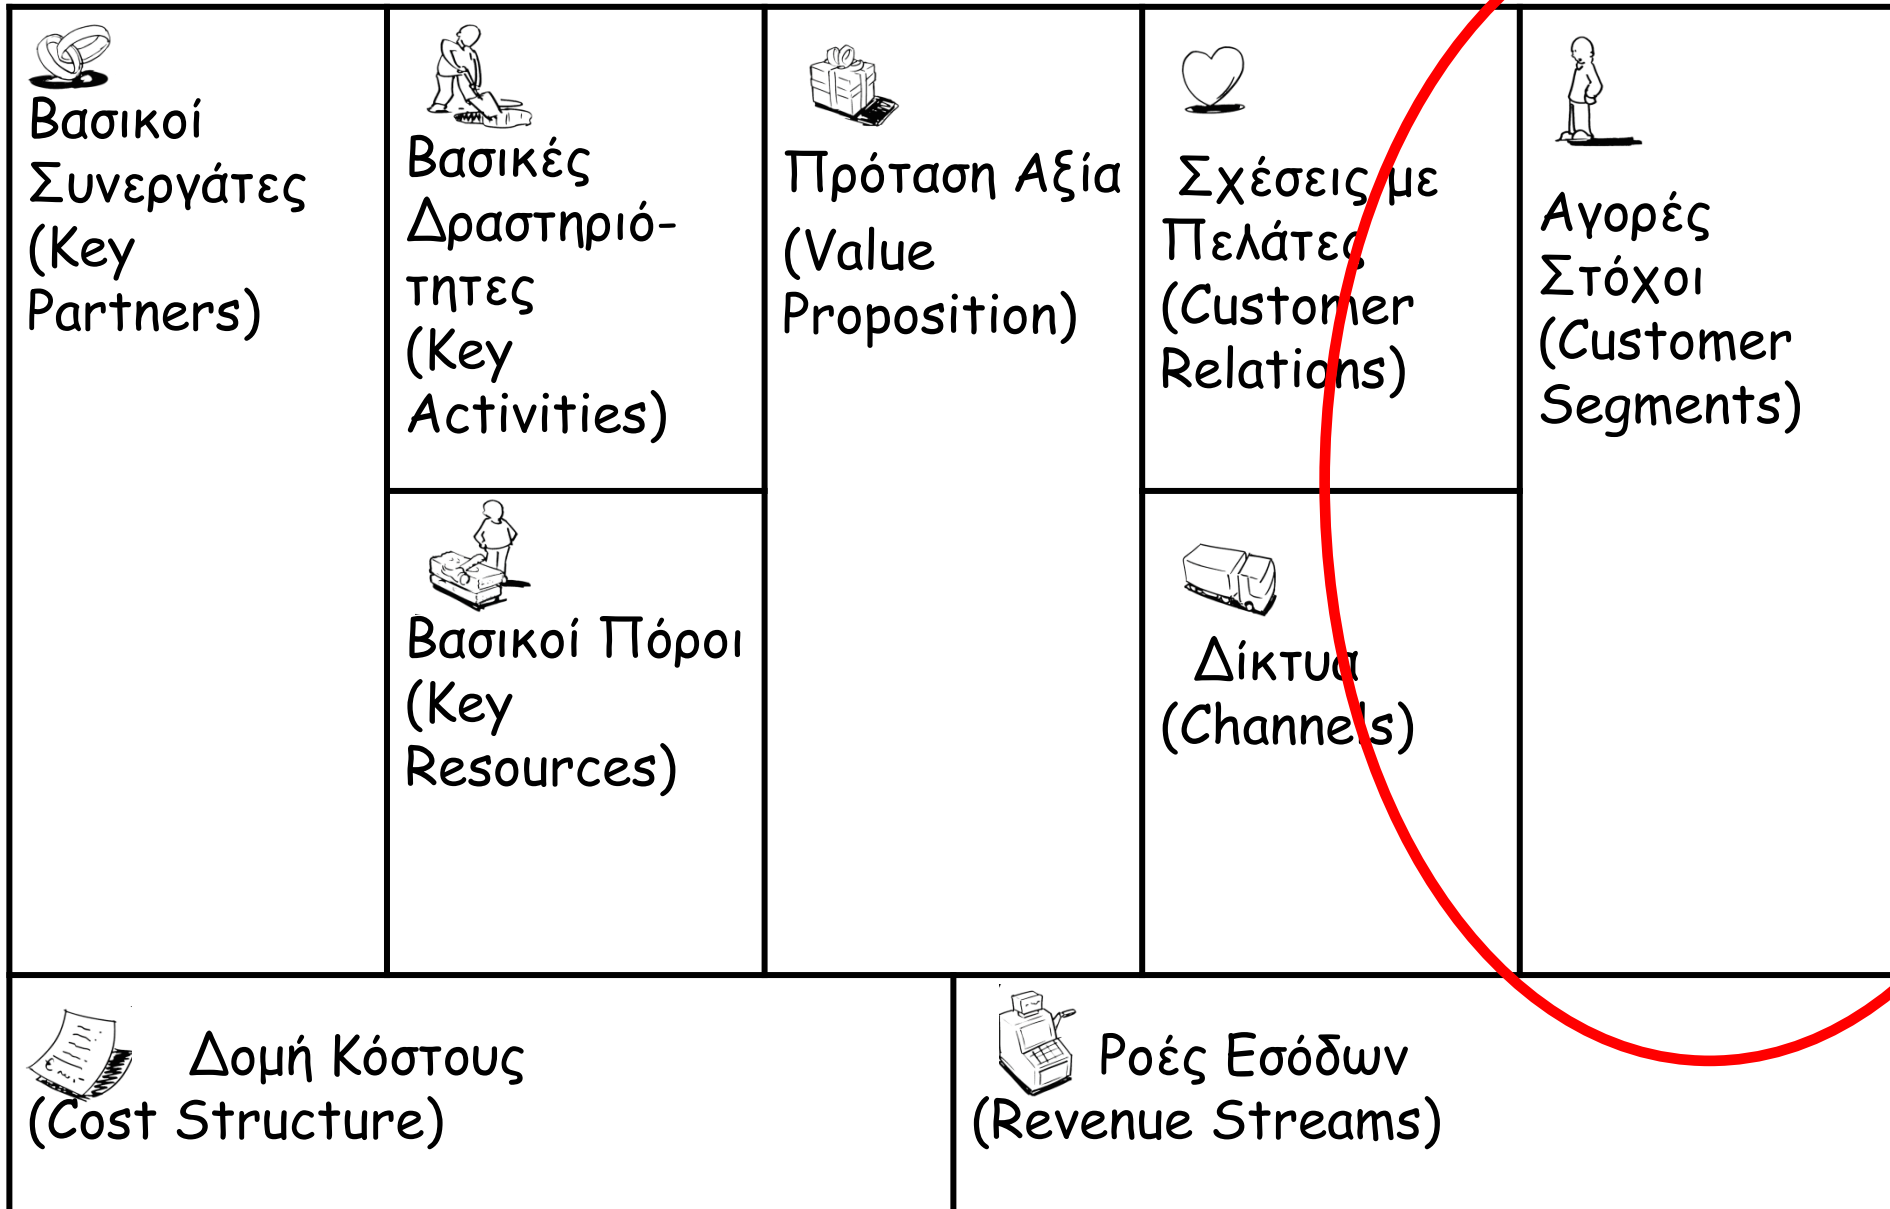 Βασικοί
Συνεργάτες
(Key
Partners)
Βασικές
Δραστηριό-
τητες
(Key
Activities)
Βασικοί Πόροι
(Key
Resources)
Πρόταση Αξία
(Value
Proposition)
Σχέσεις με
Πελάτες
(Customer
Relations)
Δίκτυα
(Channels)
Αγορές
Στόχοι
(Customer
Segments)
Δομή Κόστους
(Cost Structure)
Ροές Εσόδων
(Revenue Streams)